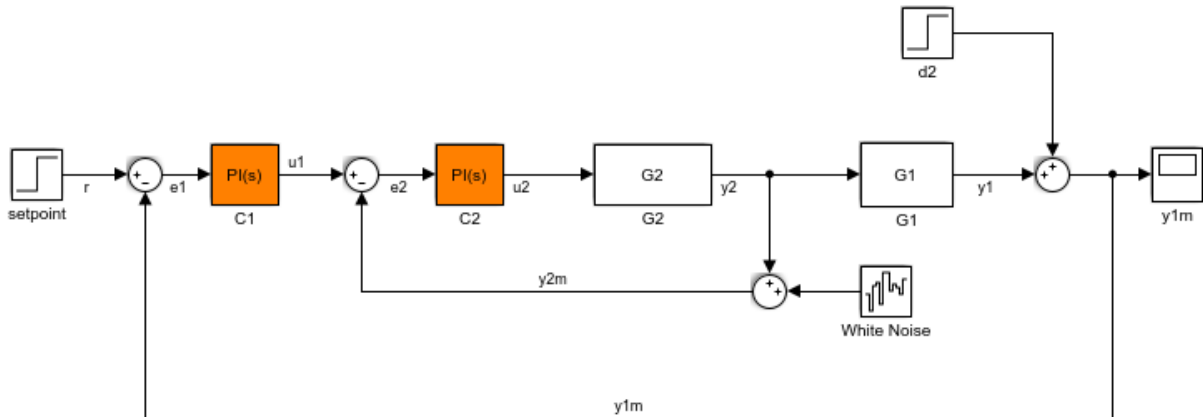 d2
setpoint
r
+
−
e1
PI(s)
C1
u1
+
−
e2
PI(s)
C2
u2
G2
G2
y2
G1
G1
y1
+
+
y1m
y2m
+
+
White Noise
y1m